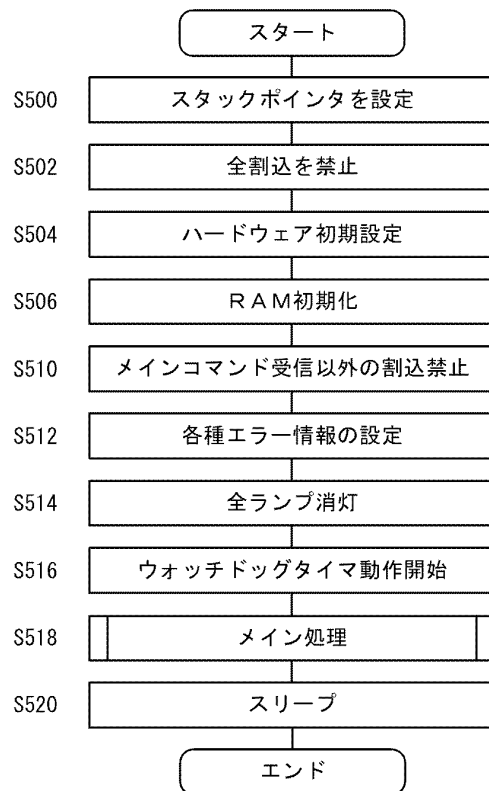 スタート
S500 スタックポインタを設定
S502 全割込を禁止
S504 ハードウェア初期設定
S506 RAM初期化
S510 メインコマンド受信以外の割込禁止
S512 各種エラー情報の設定
S514 全ランプ消灯
S516 ウォッチドッグタイマ動作開始
S518 メイン処理
S520 スリープ
エンド